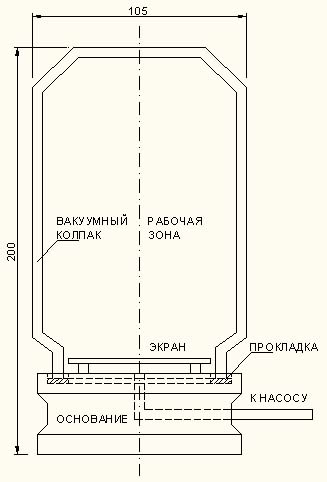 105
200
ВАКУУМНЫЙ
КОЛПАК
РАБОЧАЯ
ЗОНА
ЭКРАН
ПРОКЛАДКА
К НАСОСУ
ОСНОВАНИЕ